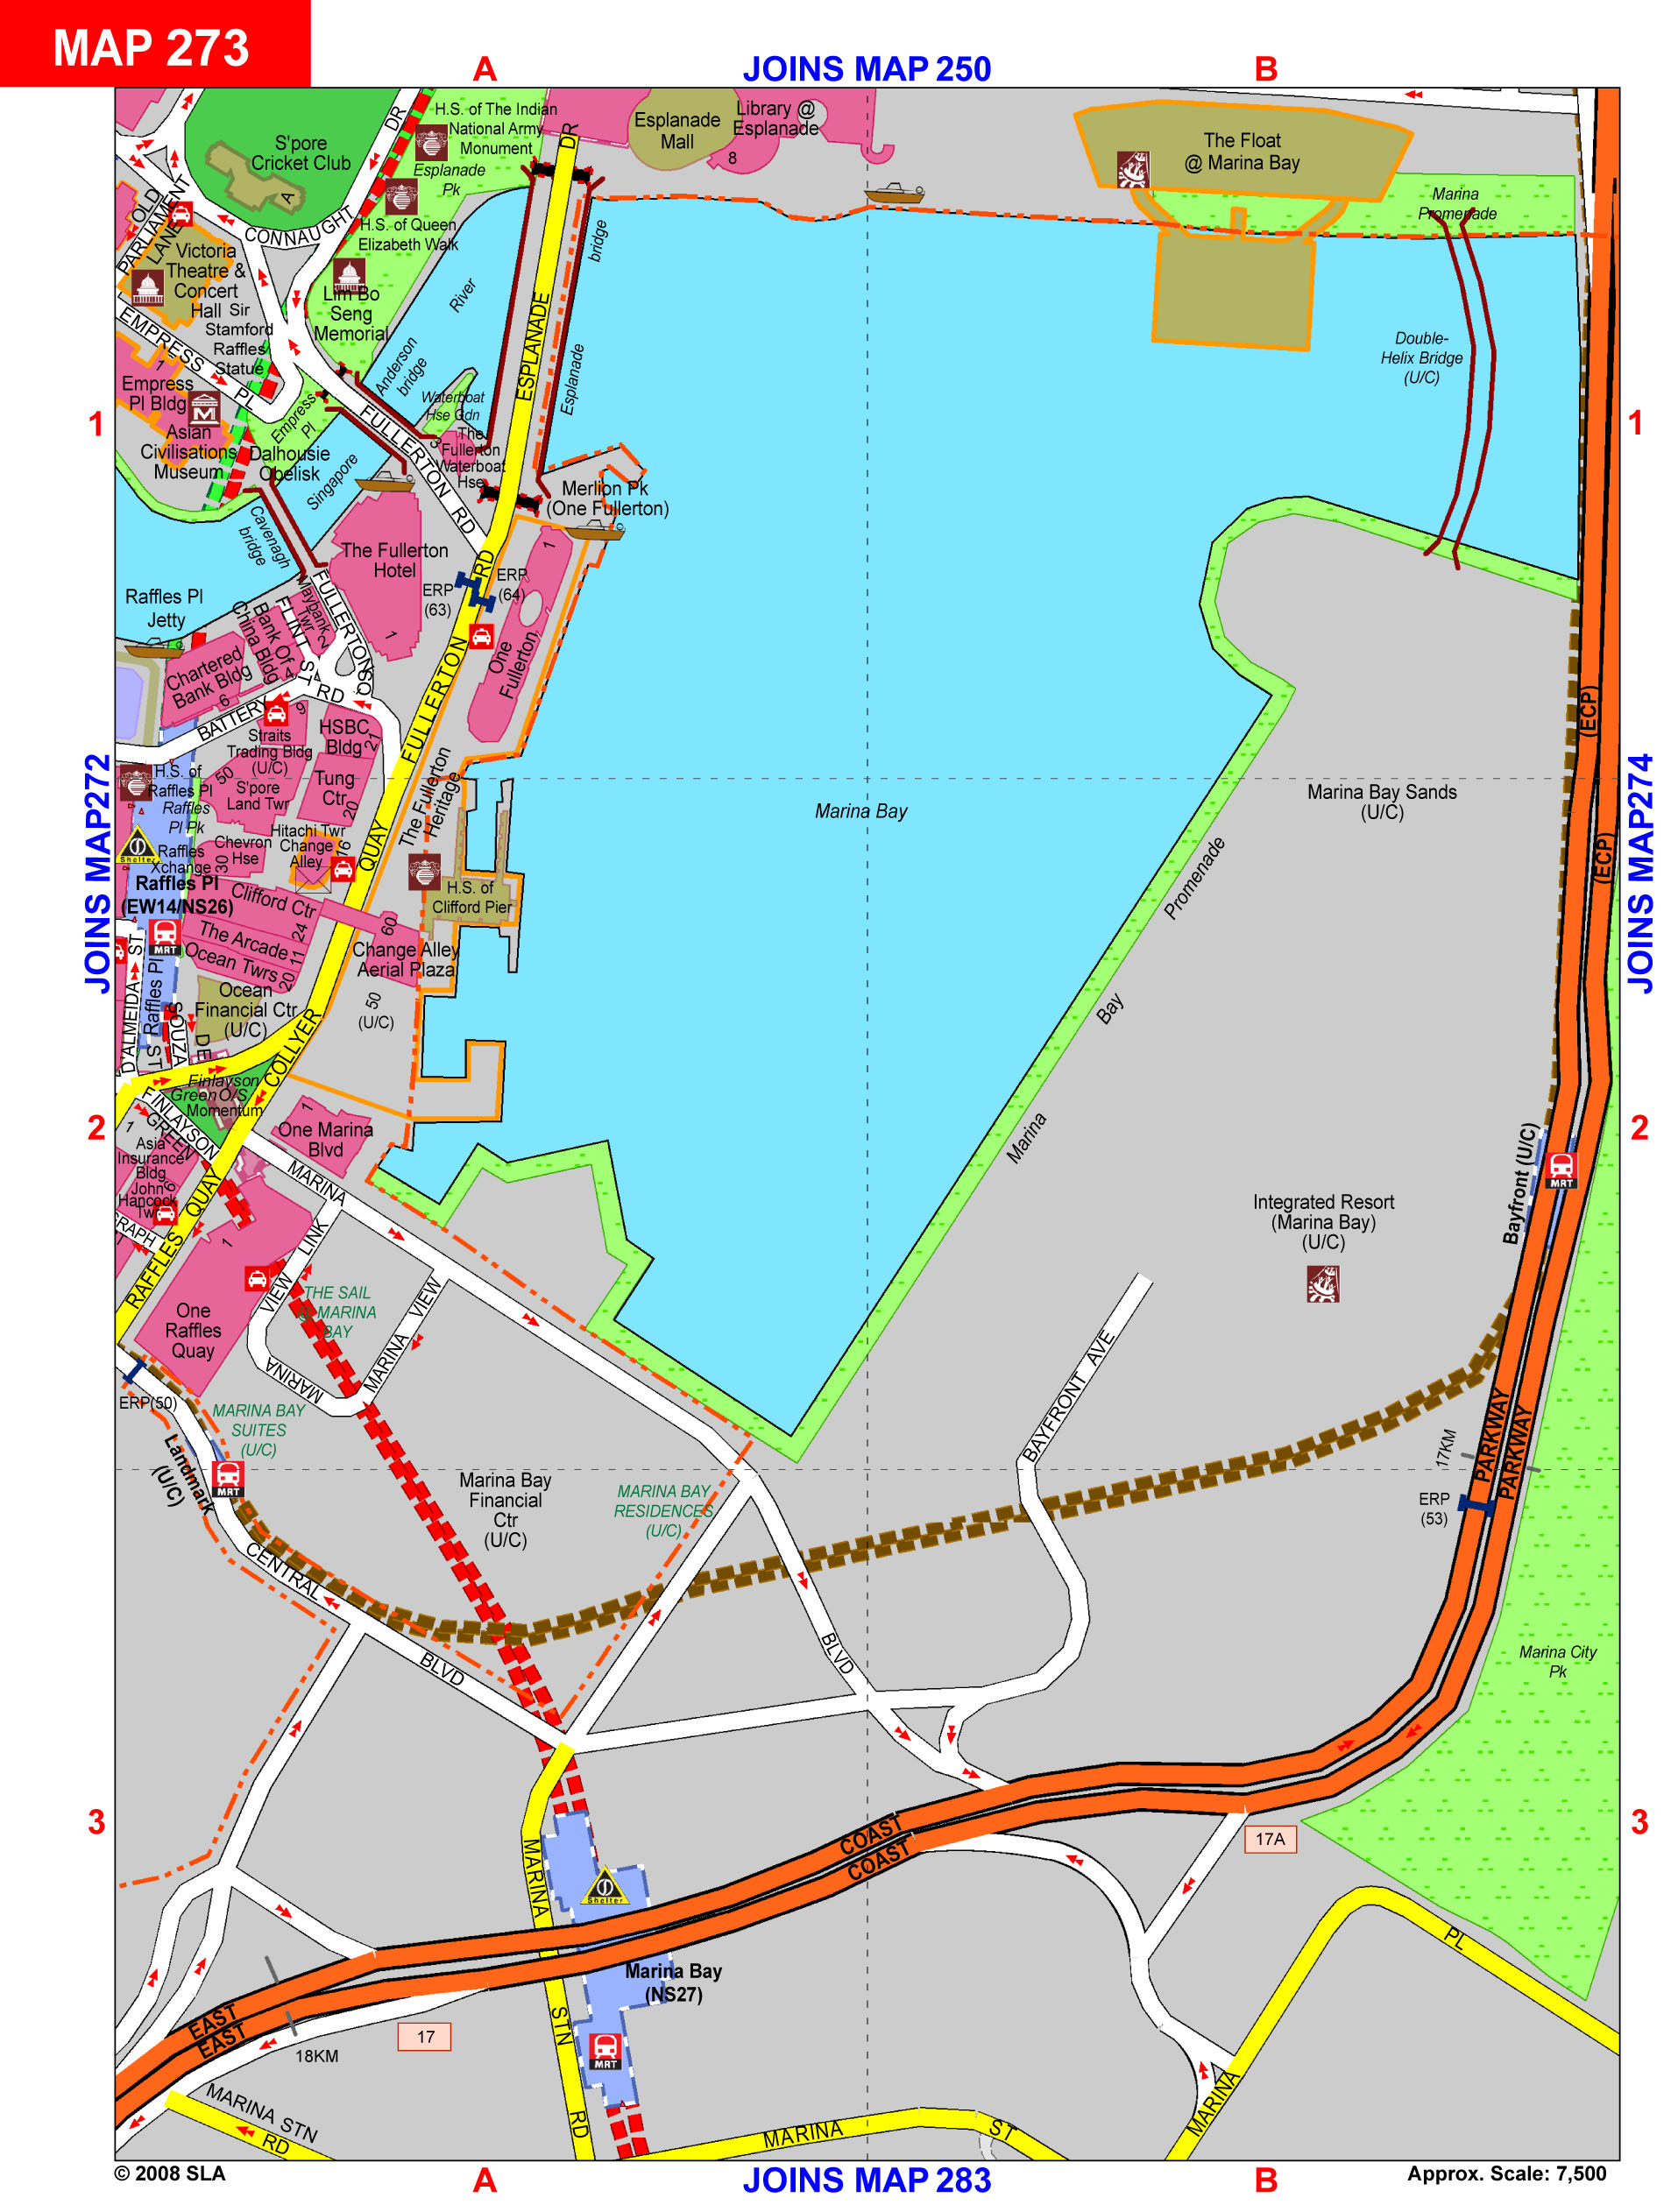 MAP 273
A
JOINS MAP 250
B
S'pore
Cricket Club
A
DR
H.S. of The Indian
National Army
Monument
Esplanade
Pk
H.S. of Queen
Elizabeth Walk
CONNAUGHT
DR
Esplanade
Mall
Library @
Esplanade
8
The Float
@ Marina Bay
Marina
Promenade
OLD
PARLIAMENT
LANE
Victoria
Theatre &
Concert
Hall
Sir
Stamford
Raffles
Statue
Lim Bo
Seng
Memorial
River
bridge
Anderson
bridge
ESPLANADE
Esplanade
Double-
Helix Bridge
(U/C)
EMPRESS
PL
1
Empress
Pl Bldg
Asian
Civilisations
Museum
Empress
Pl
Dalhousie
Obelisk
Waterboat
Hse Gdn
3
The
Fullerton
Waterboat
Hse
FULLERTON
RD
Singapore
Cavenagh
bridge
Merlion Pk
(One Fullerton)
1
1
The Fullerton
Hotel
1
RD
ERP
(63)
ERP
(64)
1
One
Fullerton
Raffles Pl
Jetty
Maybank
Twr
2
FULLERTON
SQ
FLINT
ST
Bank Of
China Bldg
4
Chartered
Bank Bldg
6
BATTERY
RD
9
Straits
Trading Bldg
(U/C)
HSBC
Bldg
21
FULLERTON
JOINS MAP272
JOINS MAP274
H.S. of
Raffles Pl
Raffles
Pl Pk
50
S'pore
Land Twr
Tung
Ctr
20
The Fullerton
Heritage
Marina Bay
Marina Bay Sands
(U/C)
(ECP)
(ECP)
Shelter
Raffles
Xchange
Chevron
Hse
30
Hitachi Twr
Change
Alley
16
QUAY
Raffles Pl
(EW14/NS26)
MRT
H.S. of
Clifford Pier
Clifford Ctr
24
The Arcade
11
Ocean Twrs
20
60
Change Alley
Aerial Plaza
50
(U/C)
Ocean
Financial Ctr
(U/C)
D'ALMEIDA
ST
Raffles Pl
DE
SOUZA
ST
COLLYER
Marina
Bay
Promenade
Finlayson
Green O/S
Momentum
FINLAYSON
GREEN
1
Asia
Insurance
Bldg
John
Hancock
Twr
6
2
2
1
One Marina
Blvd
RAFFLES
QUAY
MARINA
Integrated Resort
(Marina Bay)
(U/C)
Bayfront (U/C)
MRT
1
One
Raffles
Quay
VIEW
LINK
THE SAIL
@ MARINA
BAY
MARINA
MARINA
VIEW
ERP(50)
MARINA BAY
SUITES
(U/C)
Landmark
(U/C)
MRT
Marina Bay
Financial
Ctr
(U/C)
MARINA BAY
RESIDENCES
(U/C)
BAYFRONT
AVE
17KM
PARKWAY
PARKWAY
ERP
(53)
CENTRAL
BLVD
BLVD
Marina City
Pk
3
3
COAST
COAST
17A
MARINA
Shelter
Marina Bay
(NS27)
PL
EAST
EAST
17
18KM
STN
MRT
MARINA STN
RD
RD
MARINA
ST
MARINA
© 2008 SLA
A
JOINS MAP 283
B
Approx. Scale: 7,500